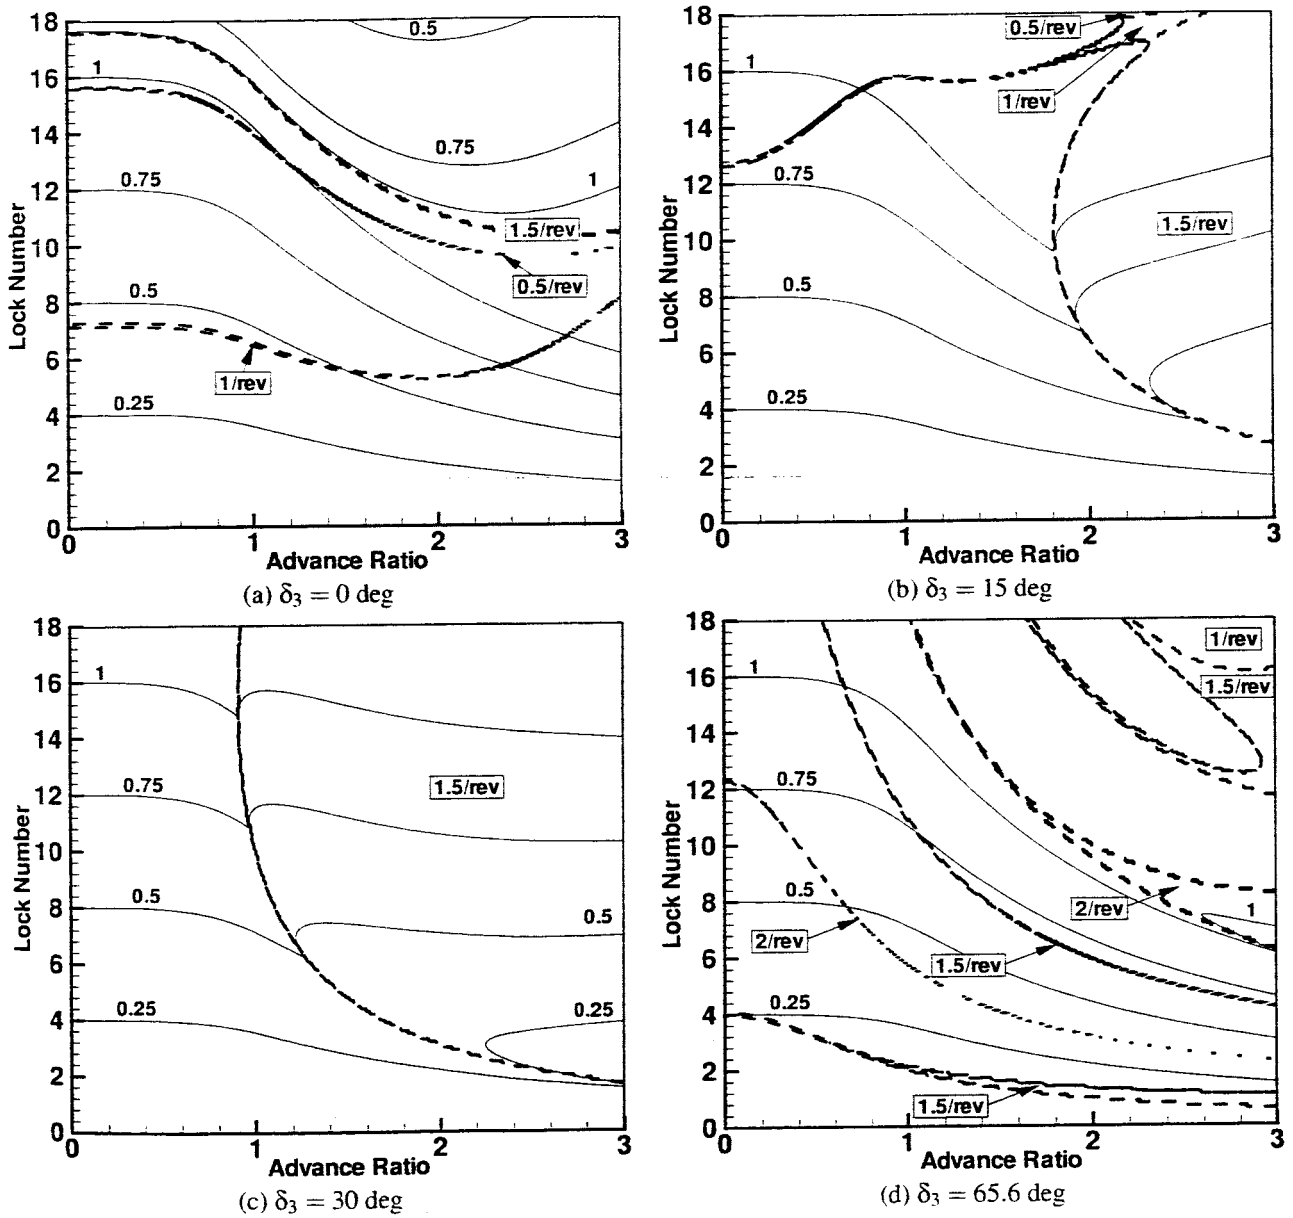 18
16
14
12
10
8
6
4
2
0
Lock Number
0.5
1
0.75
0.75
1
1.5/rev
0.5/rev
0.5
1/rev
0.25
0 1 2 3
Advance Ratio
(a) δ₃ = 0 deg
18
16
14
12
10
8
6
4
2
0
Lock Number
0.5/rev
1
1/rev
0.75
1.5/rev
0.5
0.25
0 1 2 3
Advance Ratio
(b) δ₃ = 15 deg
18
16
14
12
10
8
6
4
2
0
Lock Number
1
0.75
1.5/rev
0.5
0.5
0.25
0.25
0 1 2 3
Advance Ratio
(c) δ₃ = 30 deg
18
16
14
12
10
8
6
4
2
0
Lock Number
1/rev
1
1.5/rev
0.75
0.5
2/rev
1
2/rev
1.5/rev
0.25
1.5/rev
0 1 2 3
Advance Ratio
(d) δ₃ = 65.6 deg